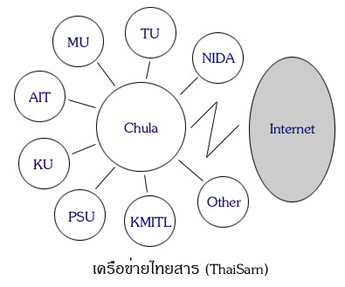 TU
MU
NIDA
AIT
Chula
Internet
KU
Other
PSU
KMITL
เครือข่ายไทยสาร (ThaiSarn)